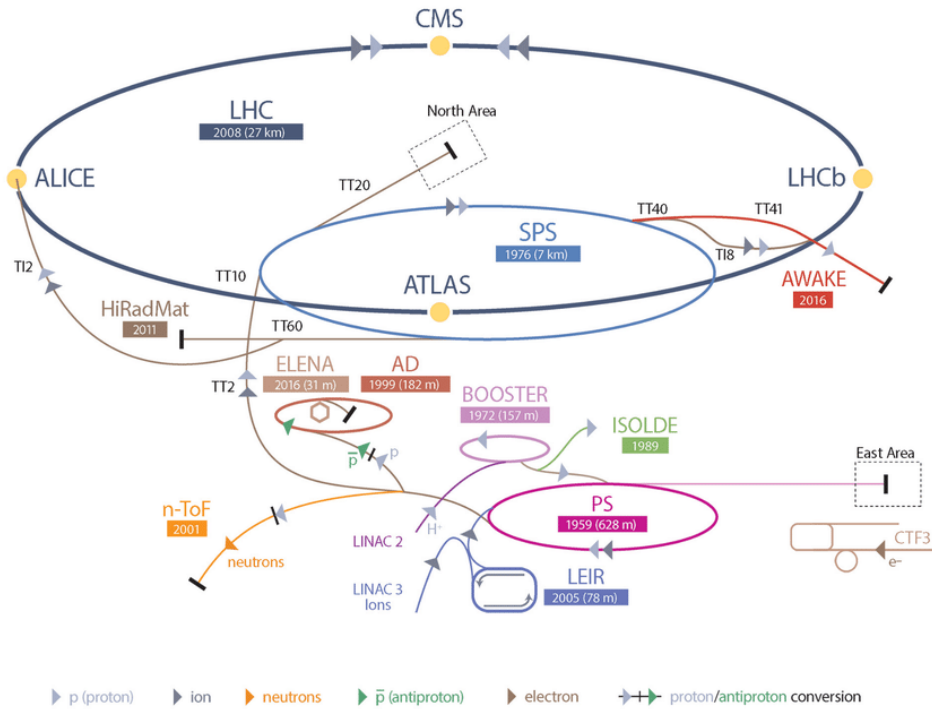 CMS
LHC
2008 (27 km)
North Area
ALICE
LHCb
TT20
TT40
TT41
SPS
1976 (7 km)
TI8
TI2
TT10
ATLAS
AWAKE
2016
HiRadMat
2011
TT60
ELENA
2016 (31 m)
AD
1999 (182 m)
TT2
BOOSTER
1972 (157 m)
ISOLDE
1989
p̄
p
East Area
n-ToF
2001
PS
1959 (628 m)
H⁺
LINAC 2
neutrons
CTF3
e⁻
LINAC 3
Ions
LEIR
2005 (78 m)
p (proton)
ion
neutrons
p̄ (antiproton)
electron
proton/antiproton conversion